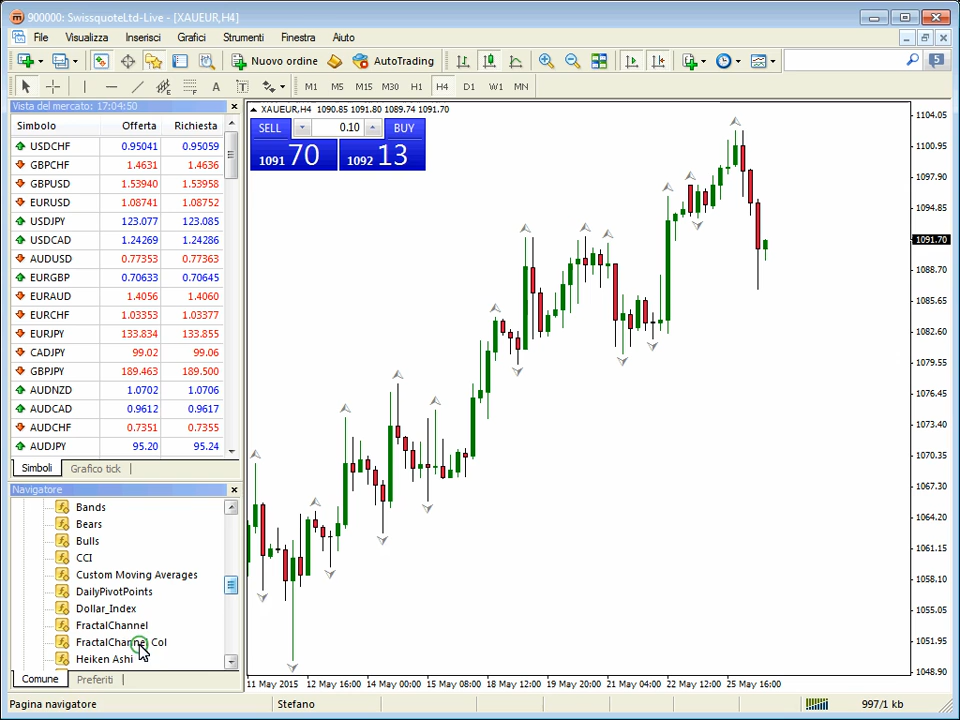 900000: SwissquoteLtd-Live - [XAUEUR,H4]
File Visualizza Inserisci Grafici Strumenti Finestra Aiuto
Nuovo ordine AutoTrading 5
A T M1 M5 M15 M30 H1 H4 D1 W1 MN
Vista del mercato: 17:04:50
Simbolo Offerta Richiesta
USDCHF 0.95041 0.95059
GBPCHF 1.4631 1.4636
GBPUSD 1.53940 1.53958
EURUSD 1.08741 1.08752
USDJPY 123.077 123.085
USDCAD 1.24269 1.24286
AUDUSD 0.77353 0.77363
EURGBP 0.70633 0.70645
EURAUD 1.4056 1.4060
EURCHF 1.03353 1.03377
EURJPY 133.834 133.855
CADJPY 99.02 99.06
GBPJPY 189.463 189.500
AUDNZD 1.0702 1.0706
AUDCAD 0.9612 0.9617
AUDCHF 0.7351 0.7355
AUDJPY 95.20 95.24
Simboli Grafico tick
Navigatore
Bands
Bears
Bulls
CCI
Custom Moving Averages
DailyPivotPoints
Dollar_Index
FractalChannel
FractalChannel Col
Heiken Ashi
Comune Preferiti
XAUEUR,H4 1090.85 1091.80 1089.74 1091.70
SELL 0.10 BUY
1091 70 1092 13
1104.05
1100.95
1097.90
1094.85
1091.70
1088.70
1085.65
1082.60
1079.55
1076.45
1073.40
1070.35
1067.30
1064.20
1061.15
1058.10
1055.05
1051.95
1048.90
11 May 2015 12 May 16:00 14 May 00:00 15 May 08:00 18 May 12:00 19 May 20:00 21 May 04:00 22 May 12:00 25 May 16:00
Pagina navigatore Stefano 997/1 kb